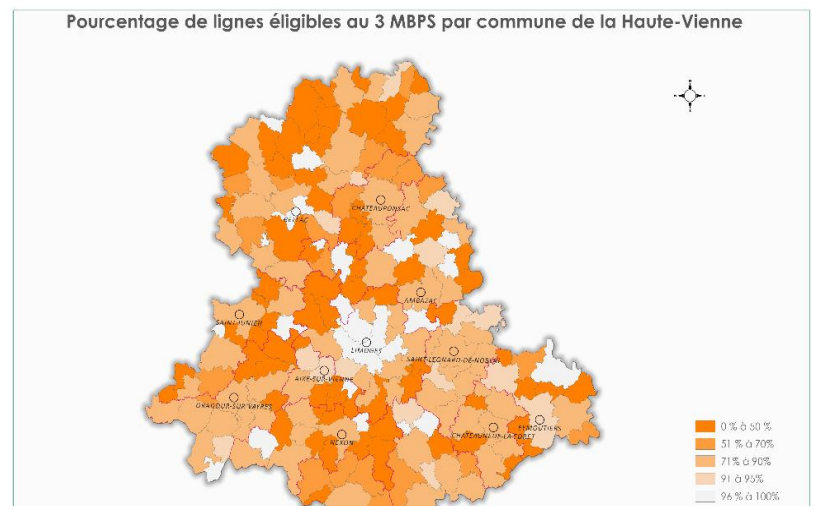 Pourcentage de lignes éligibles au 3 MBPS par commune de la Haute-Vienne
CHÂTEAUPONSAC
BELLAC
AMBAZAC
SAINT-JUNIEN
LIMOGES
SAINT-LEONARD-DE-NOBLAT
AIXE-SUR-VIENNE
ORADOUR-SUR-VAYRES
EYMOUTIERS
CHATEAUNEUF-LA-FORET
NEXON
0 % à 50 %
51 % à 70%
71% à 90%
91 à 95%
96 % à 100%